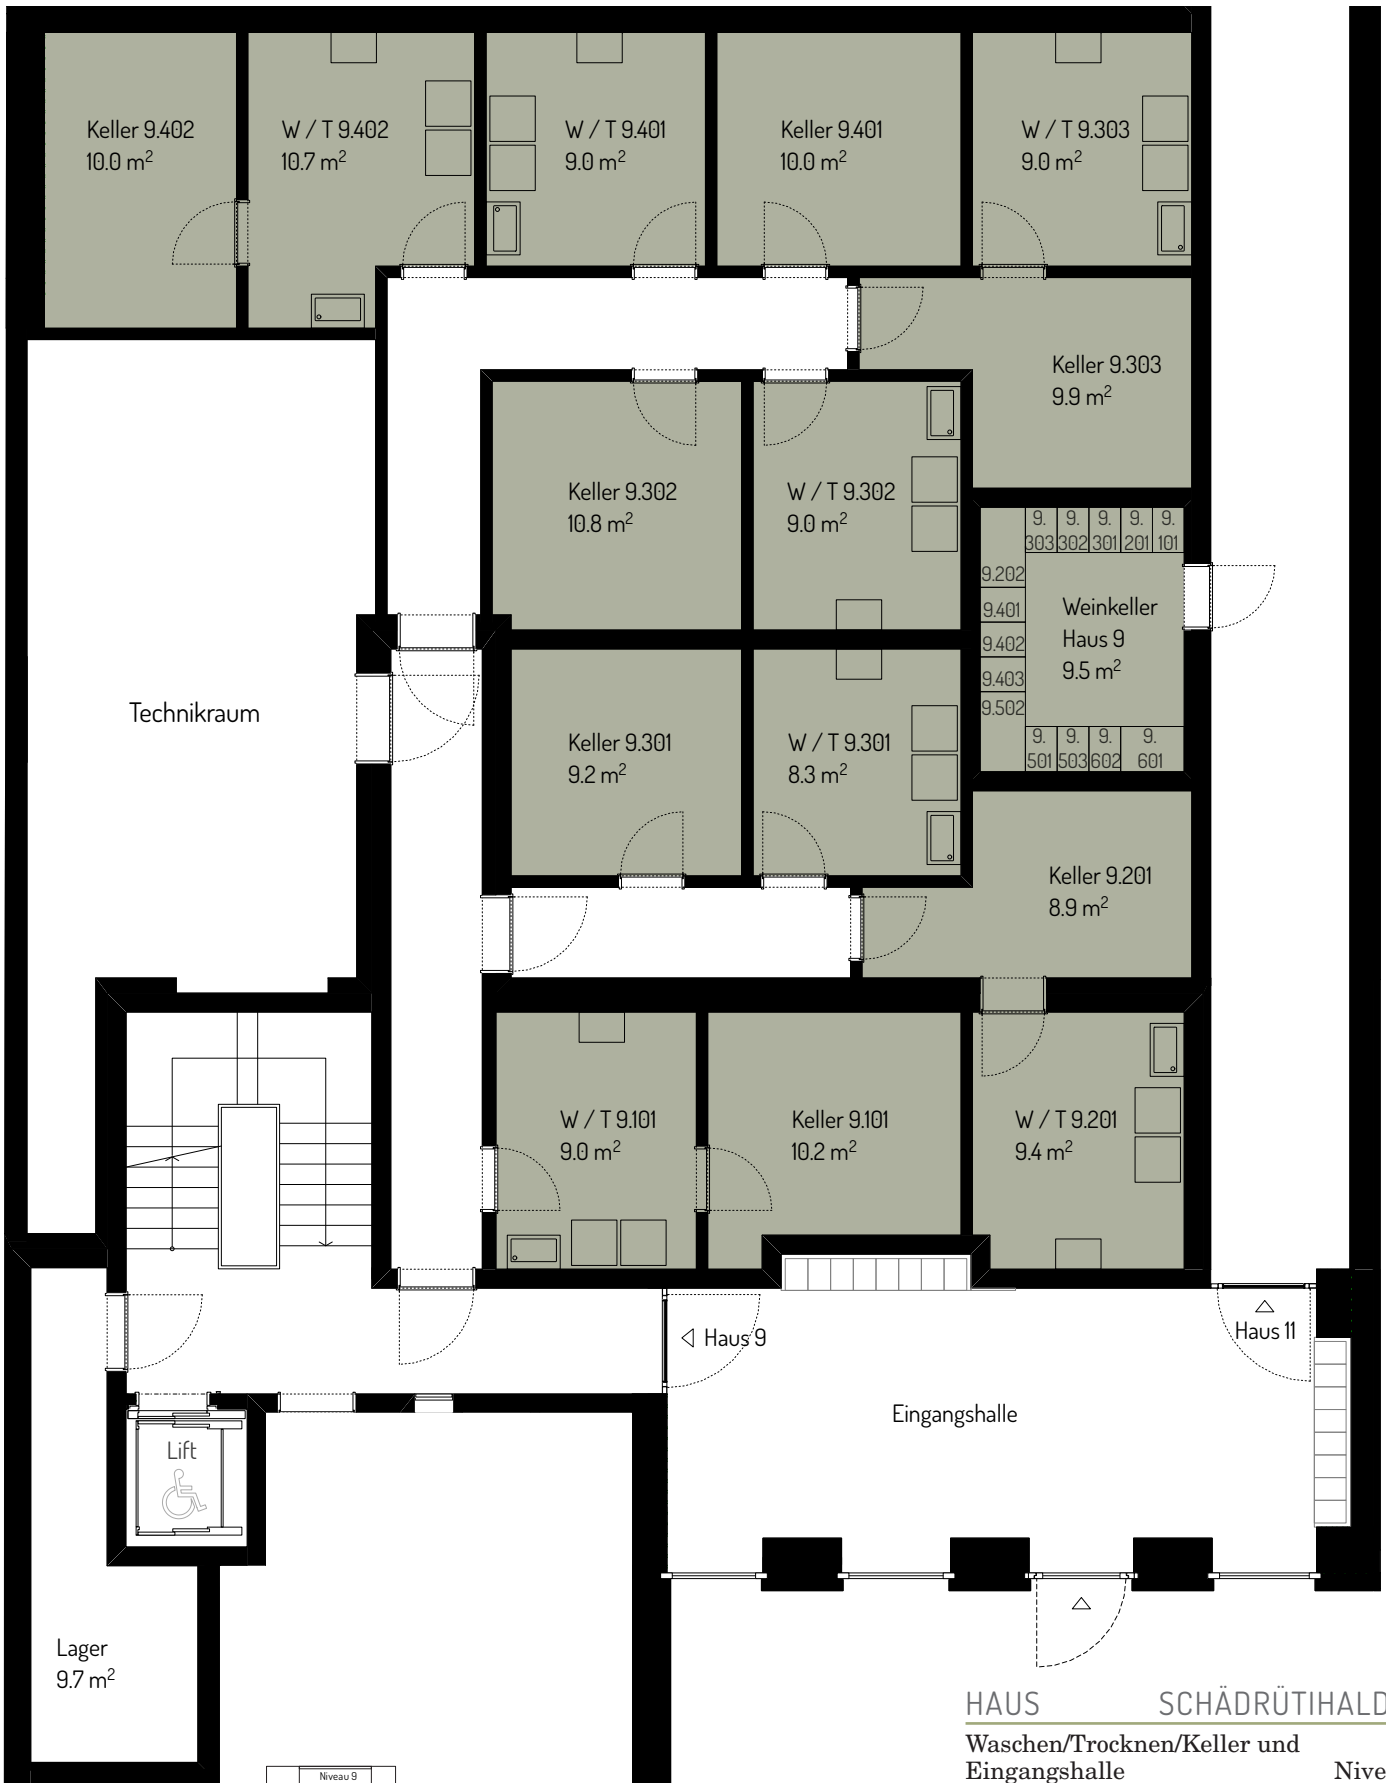 Keller 9.402
10.0 m²
W / T 9.402
10.7 m²
W / T 9.401
9.0 m²
Keller 9.401
10.0 m²
W / T 9.303
9.0 m²
Keller 9.303
9.9 m²
Keller 9.302
10.8 m²
W / T 9.302
9.0 m²
9. 9. 9. 9. 9.
303 302 301 201 101
9.202
9.401
9.402
9.403
9.502
Weinkeller
Haus 9
9.5 m²
9. 9. 9. 9.
501 503 602 601
Technikraum
Keller 9.301
9.2 m²
W / T 9.301
8.3 m²
Keller 9.201
8.9 m²
W / T 9.101
9.0 m²
Keller 9.101
10.2 m²
W / T 9.201
9.4 m²
Haus 9
Haus 11
Eingangshalle
Lift
Lager
9.7 m²
Niveau 9
HAUS SCHÄDRÜTIHALD
Waschen/Trocknen/Keller und
Eingangshalle Nive